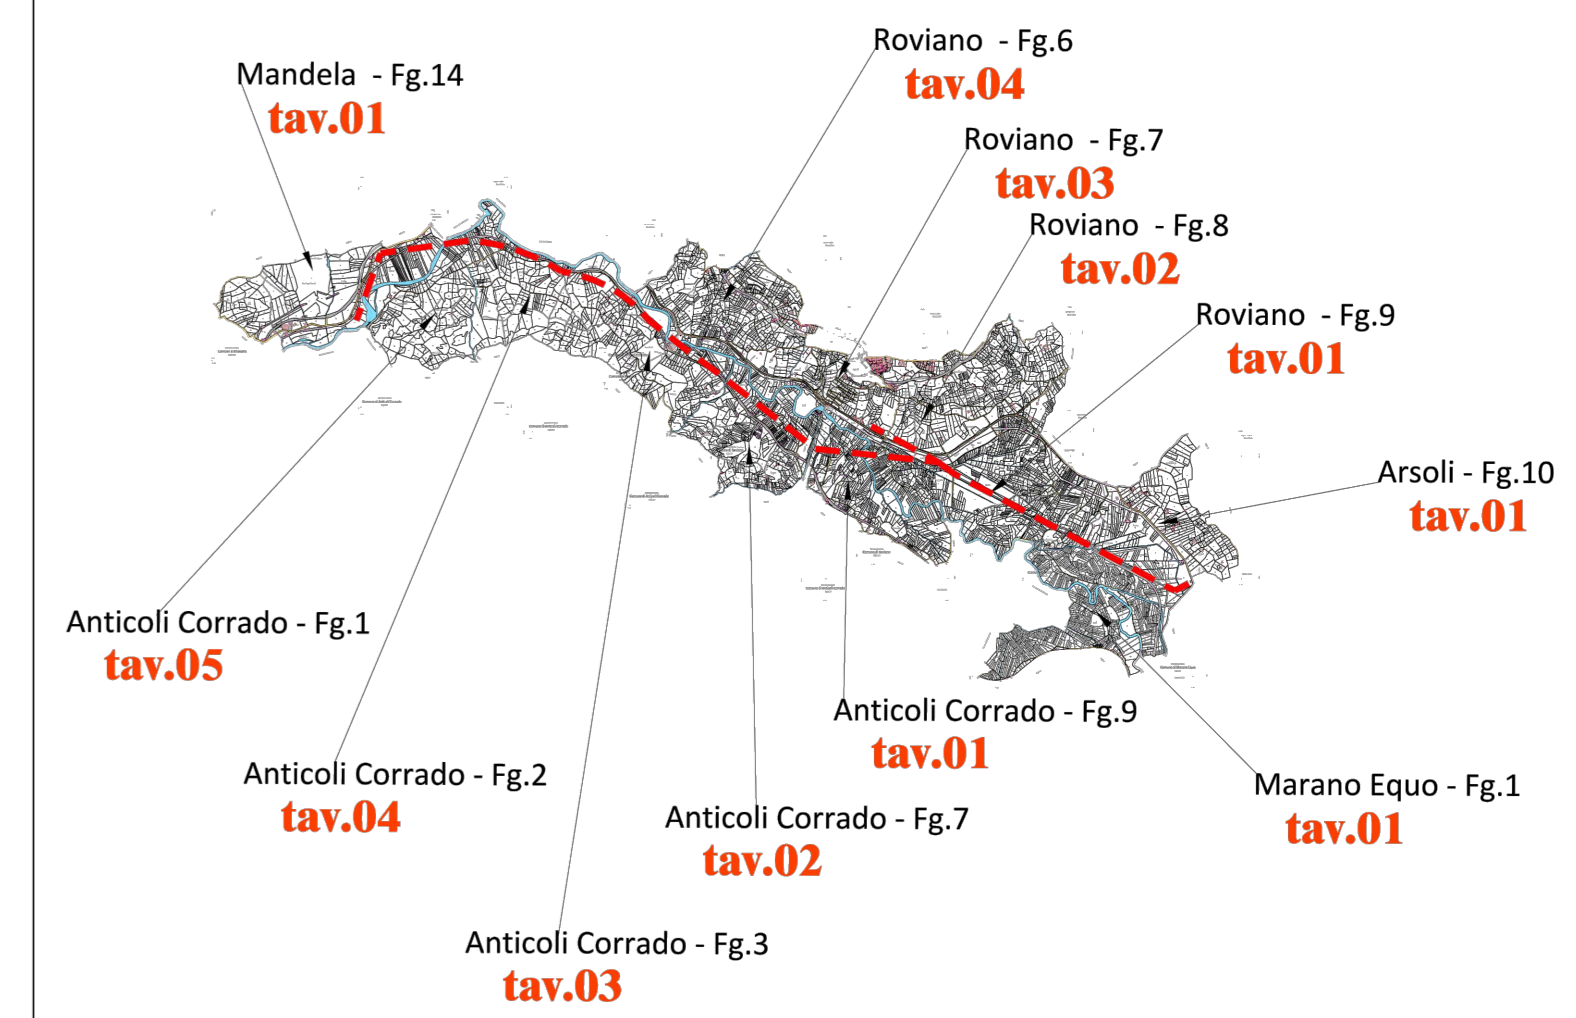 Roviano - Fg.6
tav.04
Mandela - Fg.14
tav.01
Roviano - Fg.7
tav.03
Roviano - Fg.8
tav.02
Roviano - Fg.9
tav.01
Arsoli - Fg.10
tav.01
Anticoli Corrado - Fg.1
tav.05
Anticoli Corrado - Fg.9
tav.01
Anticoli Corrado - Fg.2
tav.04
Marano Equo - Fg.1
tav.01
Anticoli Corrado - Fg.7
tav.02
Anticoli Corrado - Fg.3
tav.03